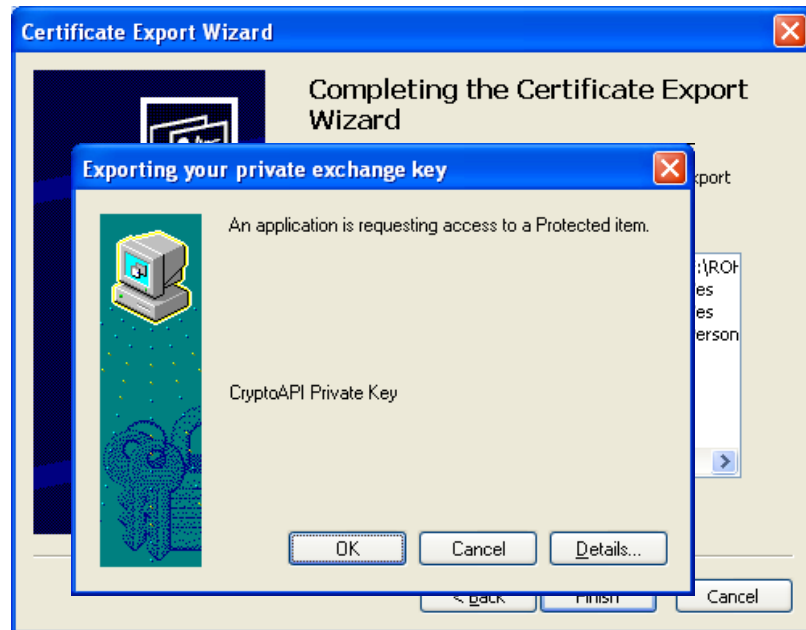 Certificate Export Wizard
Completing the Certificate Export
Wizard
Exporting your private exchange key
xport
An application is requesting access to a Protected item.
:\ROH
es
es
erson
CryptoAPI Private Key
OK
Cancel
Details...
< Back
Finish
Cancel